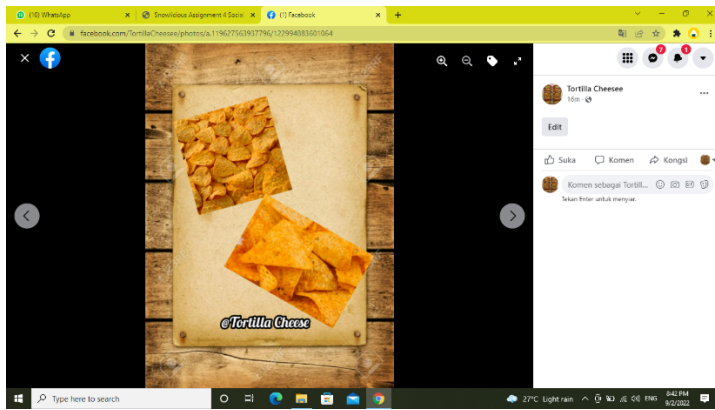 (10) WhatsApp
Snowlicious Assignment 4 Social
(1) Facebook
facebook.com/TortillaCheesee/photos/a.119627563937796/122994883601064
7
1
Tortilla Cheesee
16m
Edit
Suka
Komen
Kongsi
Komen sebagai Tortill...
Tekan Enter untuk menyiar.
@Tortilla Cheese
Type here to search
27°C Light rain
ENG
8:42 PM
9/2/2022